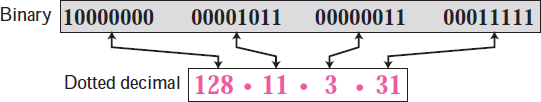 Binary 10000000 00001011 00000011 00011111
Dotted decimal 128 • 11 • 3 • 31